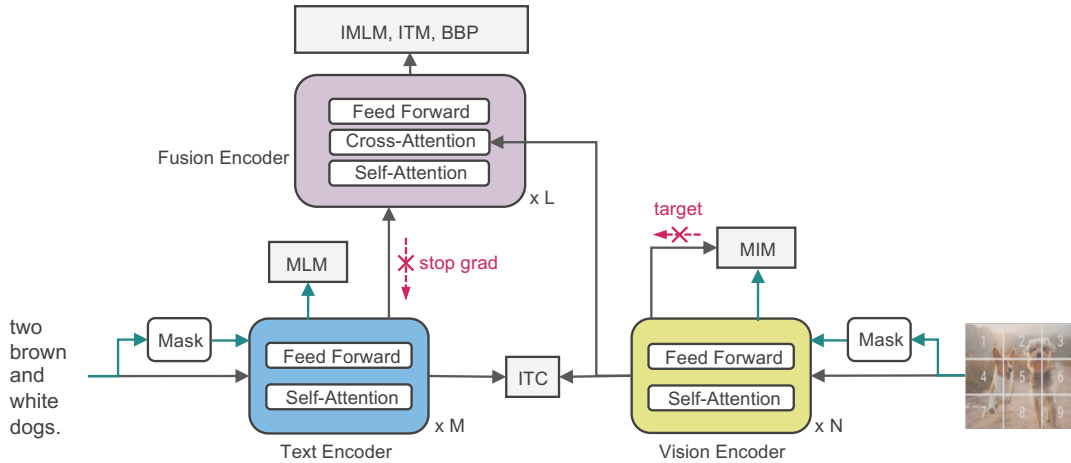 IMLM, ITM, BBP
Feed Forward
Cross-Attention
Self-Attention
Fusion Encoder
x L
target
MLM
stop grad
MIM
two
brown
and
white
dogs.
Mask
Feed Forward
Self-Attention
x M
Text Encoder
ITC
Feed Forward
Self-Attention
x N
Vision Encoder
Mask
1 2 3
4 5 6
7 8 9